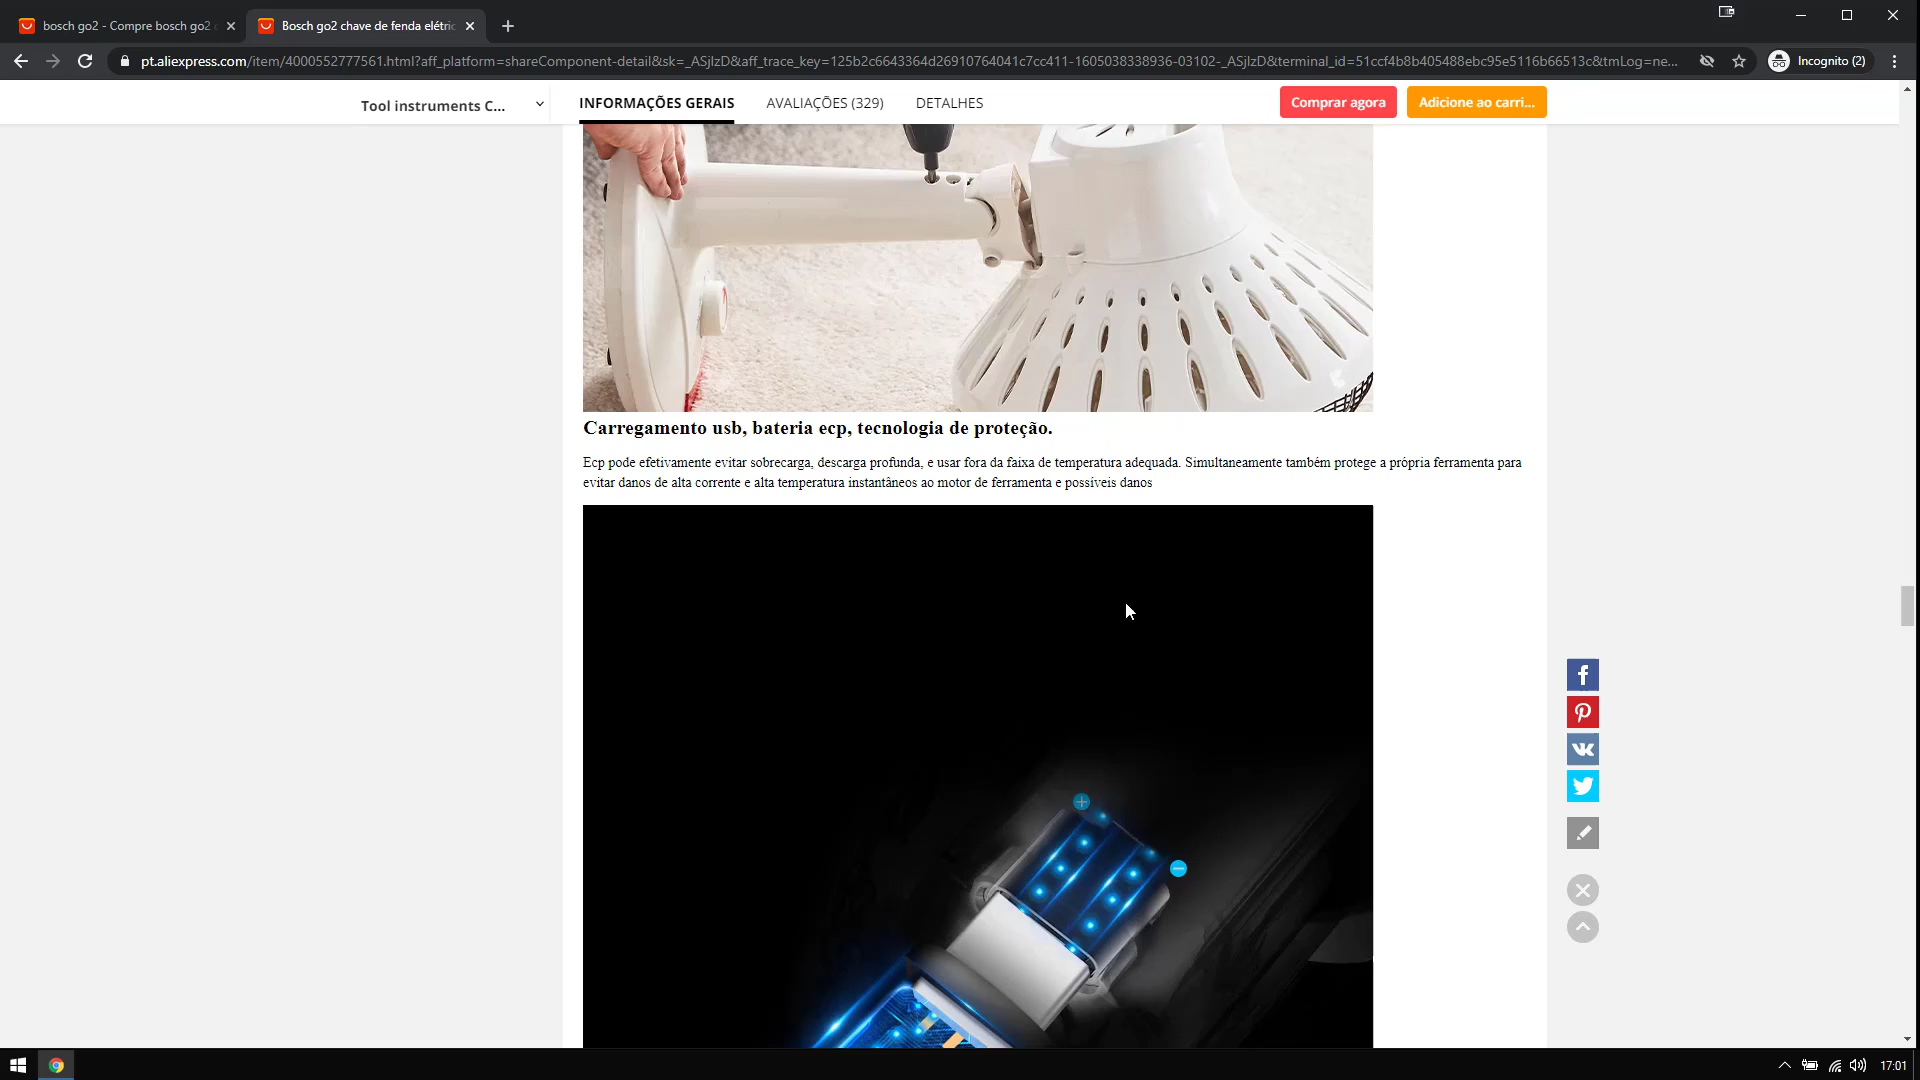 bosch go2 - Compre bosch go2
Bosch go2 chave de fenda elétric
pt.aliexpress.com/item/4000552777561.html?aff_platform=shareComponent-detail&sk=_ASjlzD&aff_trace_key=125b2c6643364d26910764041c7cc411-1605038338936-03102-_ASjlzD&terminal_id=51ccf4b8b405488ebc95e5116b66513c&tmLog=ne...
Incognito (2)
Tool instruments C...
INFORMAÇÕES GERAIS
AVALIAÇÕES (329)
DETALHES
Comprar agora
Adicione ao carri...
Carregamento usb, bateria ecp, tecnologia de proteção.
Ecp pode efetivamente evitar sobrecarga, descarga profunda, e usar fora da faixa de temperatura adequada. Simultaneamente também protege a própria ferramenta para
evitar danos de alta corrente e alta temperatura instantâneos ao motor de ferramenta e possíveis danos
17:01